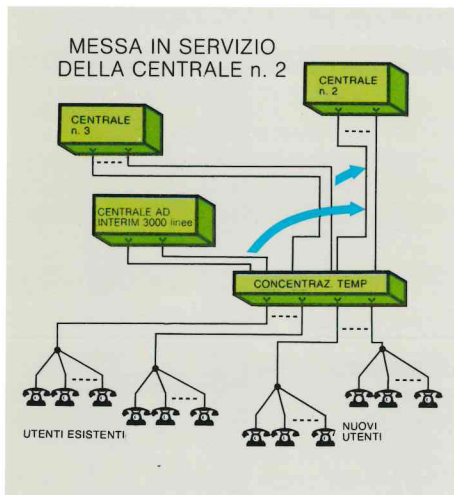 MESSA IN SERVIZIO
DELLA CENTRALE n. 2
CENTRALE
n. 2
CENTRALE
n. 3
CENTRALE AD
INTERIM 3000 linee
CONCENTRAZ. TEMP
UTENTI ESISTENTI
NUOVI
UTENTI